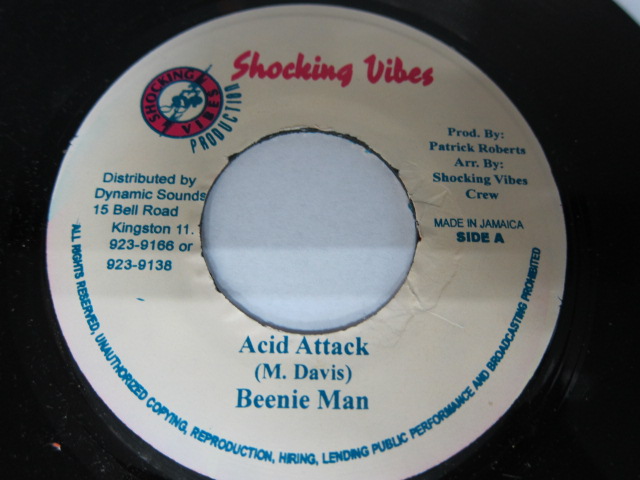 Shocking Vibes
SHOCKING
VIBES
PRODUCTION
Prod. By:
Patrick Roberts
Arr. By:
Shocking Vibes
Crew
Distributed by
Dynamic Sounds
15 Bell Road
Kingston 11.
923-9166 or
923-9138
MADE IN JAMAICA
SIDE A
Acid Attack
(M. Davis)
Beenie Man
ALL RIGHTS RESERVED, UNAUTHORIZED COPYING, REPRODUCTION, HIRING, LENDING PUBLIC PERFORMANCE AND BROADCASTING PROHIBITED